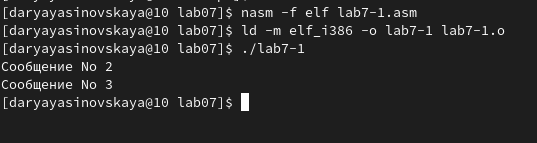 [daryayasinovskaya@10 lab07]$ nasm -f elf lab7-1.asm
[daryayasinovskaya@10 lab07]$ ld -m elf_i386 -o lab7-1 lab7-1.o
[daryayasinovskaya@10 lab07]$ ./lab7-1
Сообщение No 2
Сообщение No 3
[daryayasinovskaya@10 lab07]$